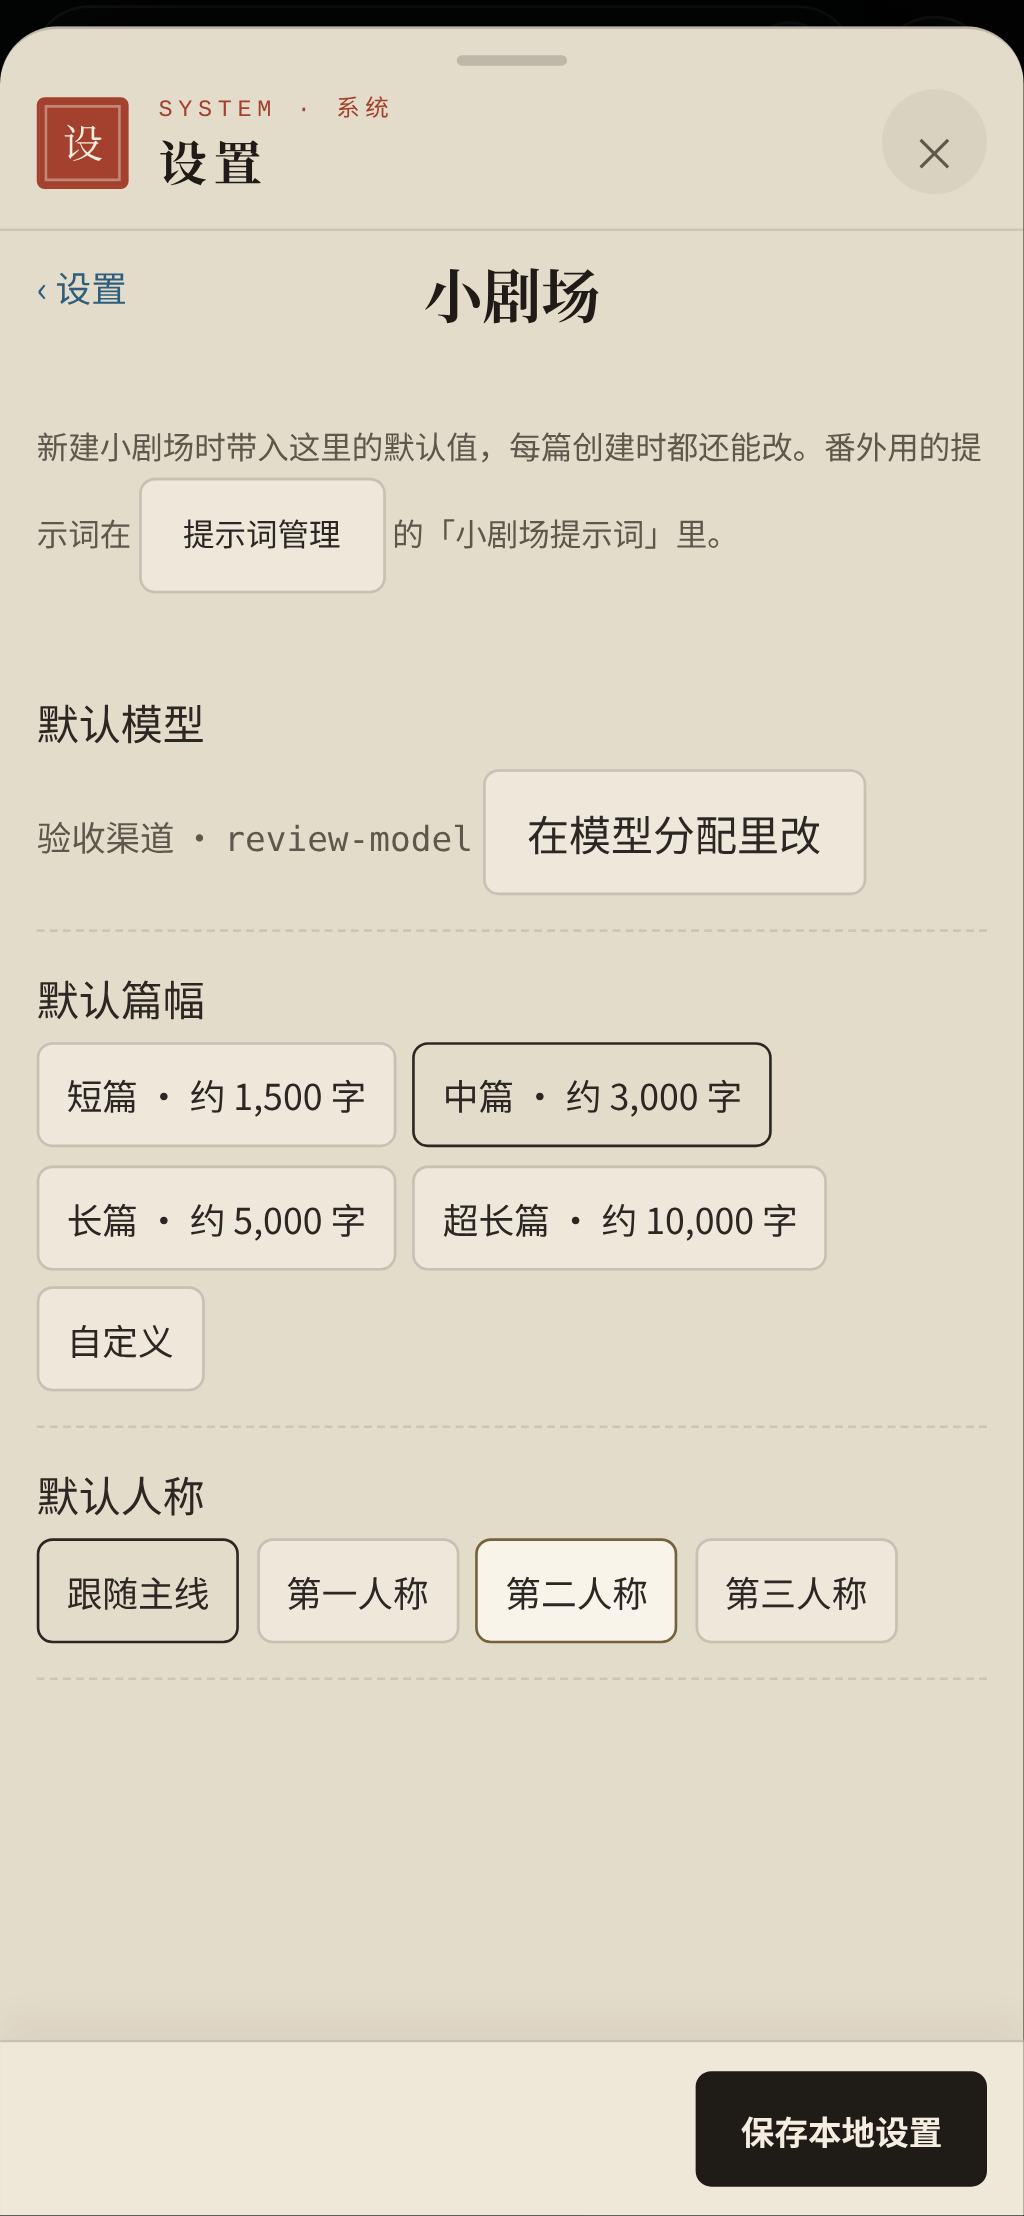 设
SYSTEM · 系统
设置
‹ 设置
小剧场
新建小剧场时带入这里的默认值，每篇创建时都还能改。番外用的提
示词在 提示词管理 的「小剧场提示词」里。
默认模型
验收渠道 · review-model 在模型分配里改
默认篇幅
短篇 · 约 1,500 字 中篇 · 约 3,000 字
长篇 · 约 5,000 字 超长篇 · 约 10,000 字
自定义
默认人称
跟随主线 第一人称 第二人称 第三人称
保存本地设置